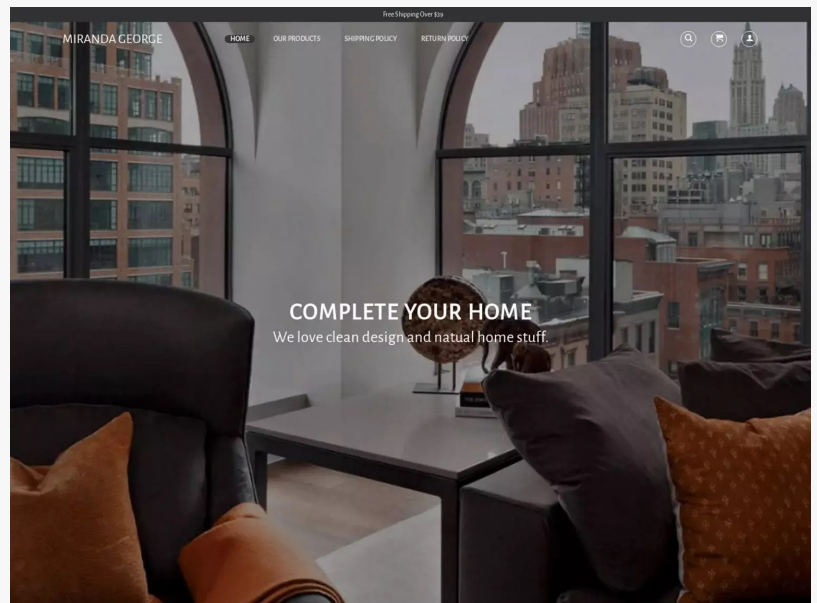 Free Shipping Over $39
MIRANDA GEORGE
HOME
OUR PRODUCTS
SHIPPING POLICY
RETURN POLICY
COMPLETE YOUR HOME
We love clean design and natual home stuff.